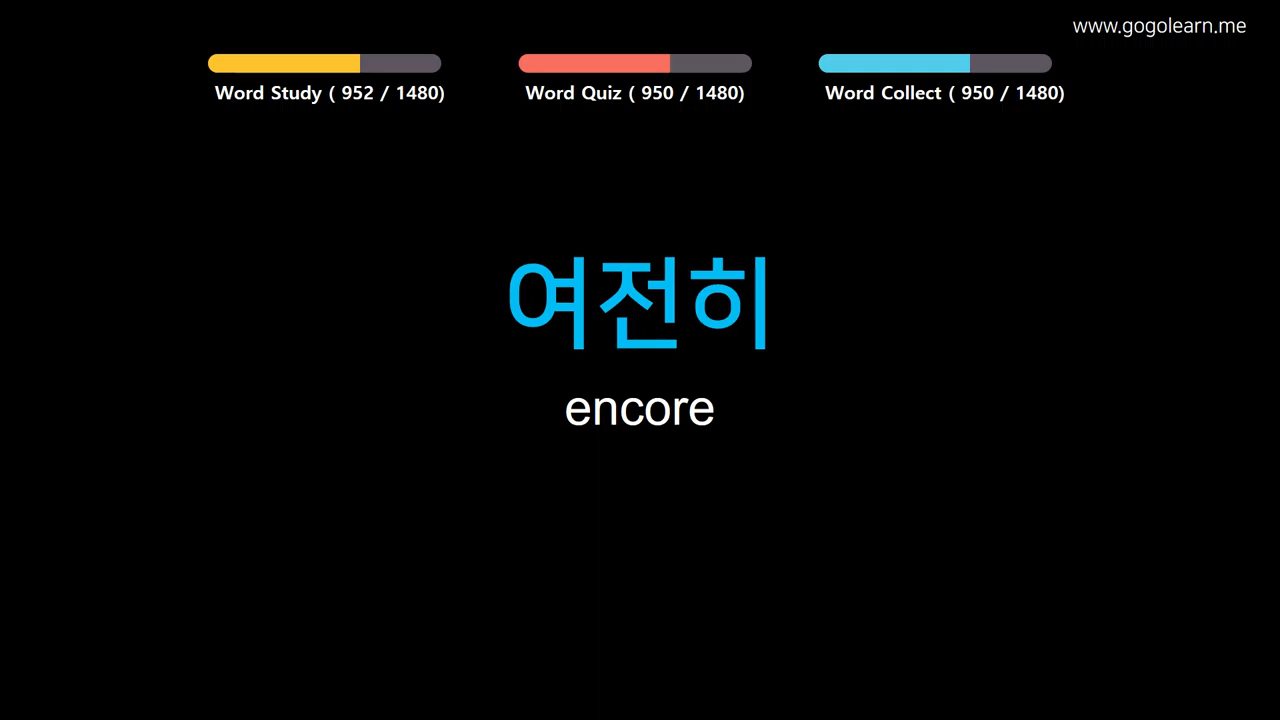 www.gogolearn.me
Word Study ( 952 / 1480)
Word Quiz ( 950 / 1480)
Word Collect ( 950 / 1480)
여전히
encore